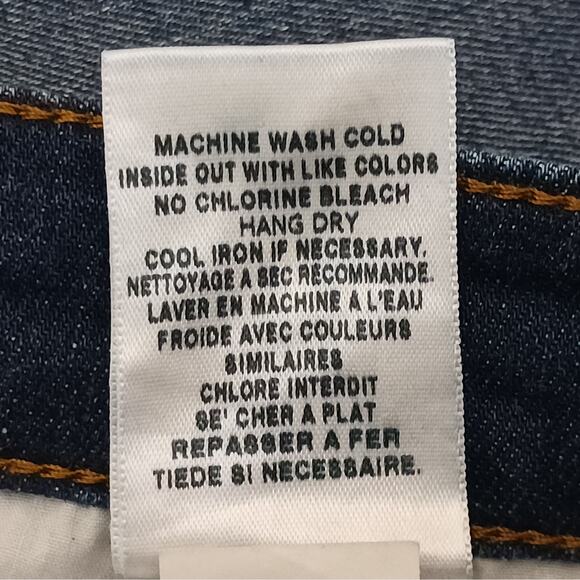 MACHINE WASH COLD
INSIDE OUT WITH LIKE COLORS
NO CHLORINE BLEACH
HANG DRY
COOL IRON IF NECESSARY.
NETTOYAGE A SEC RECOMMANDE.
LAVER EN MACHINE A L'EAU
FROIDE AVEC COULEURS
SIMILAIRES
CHLORE INTERDIT
SE' CHER A PLAT
REPASSER A FER
TIEDE SI NECESSAIRE.